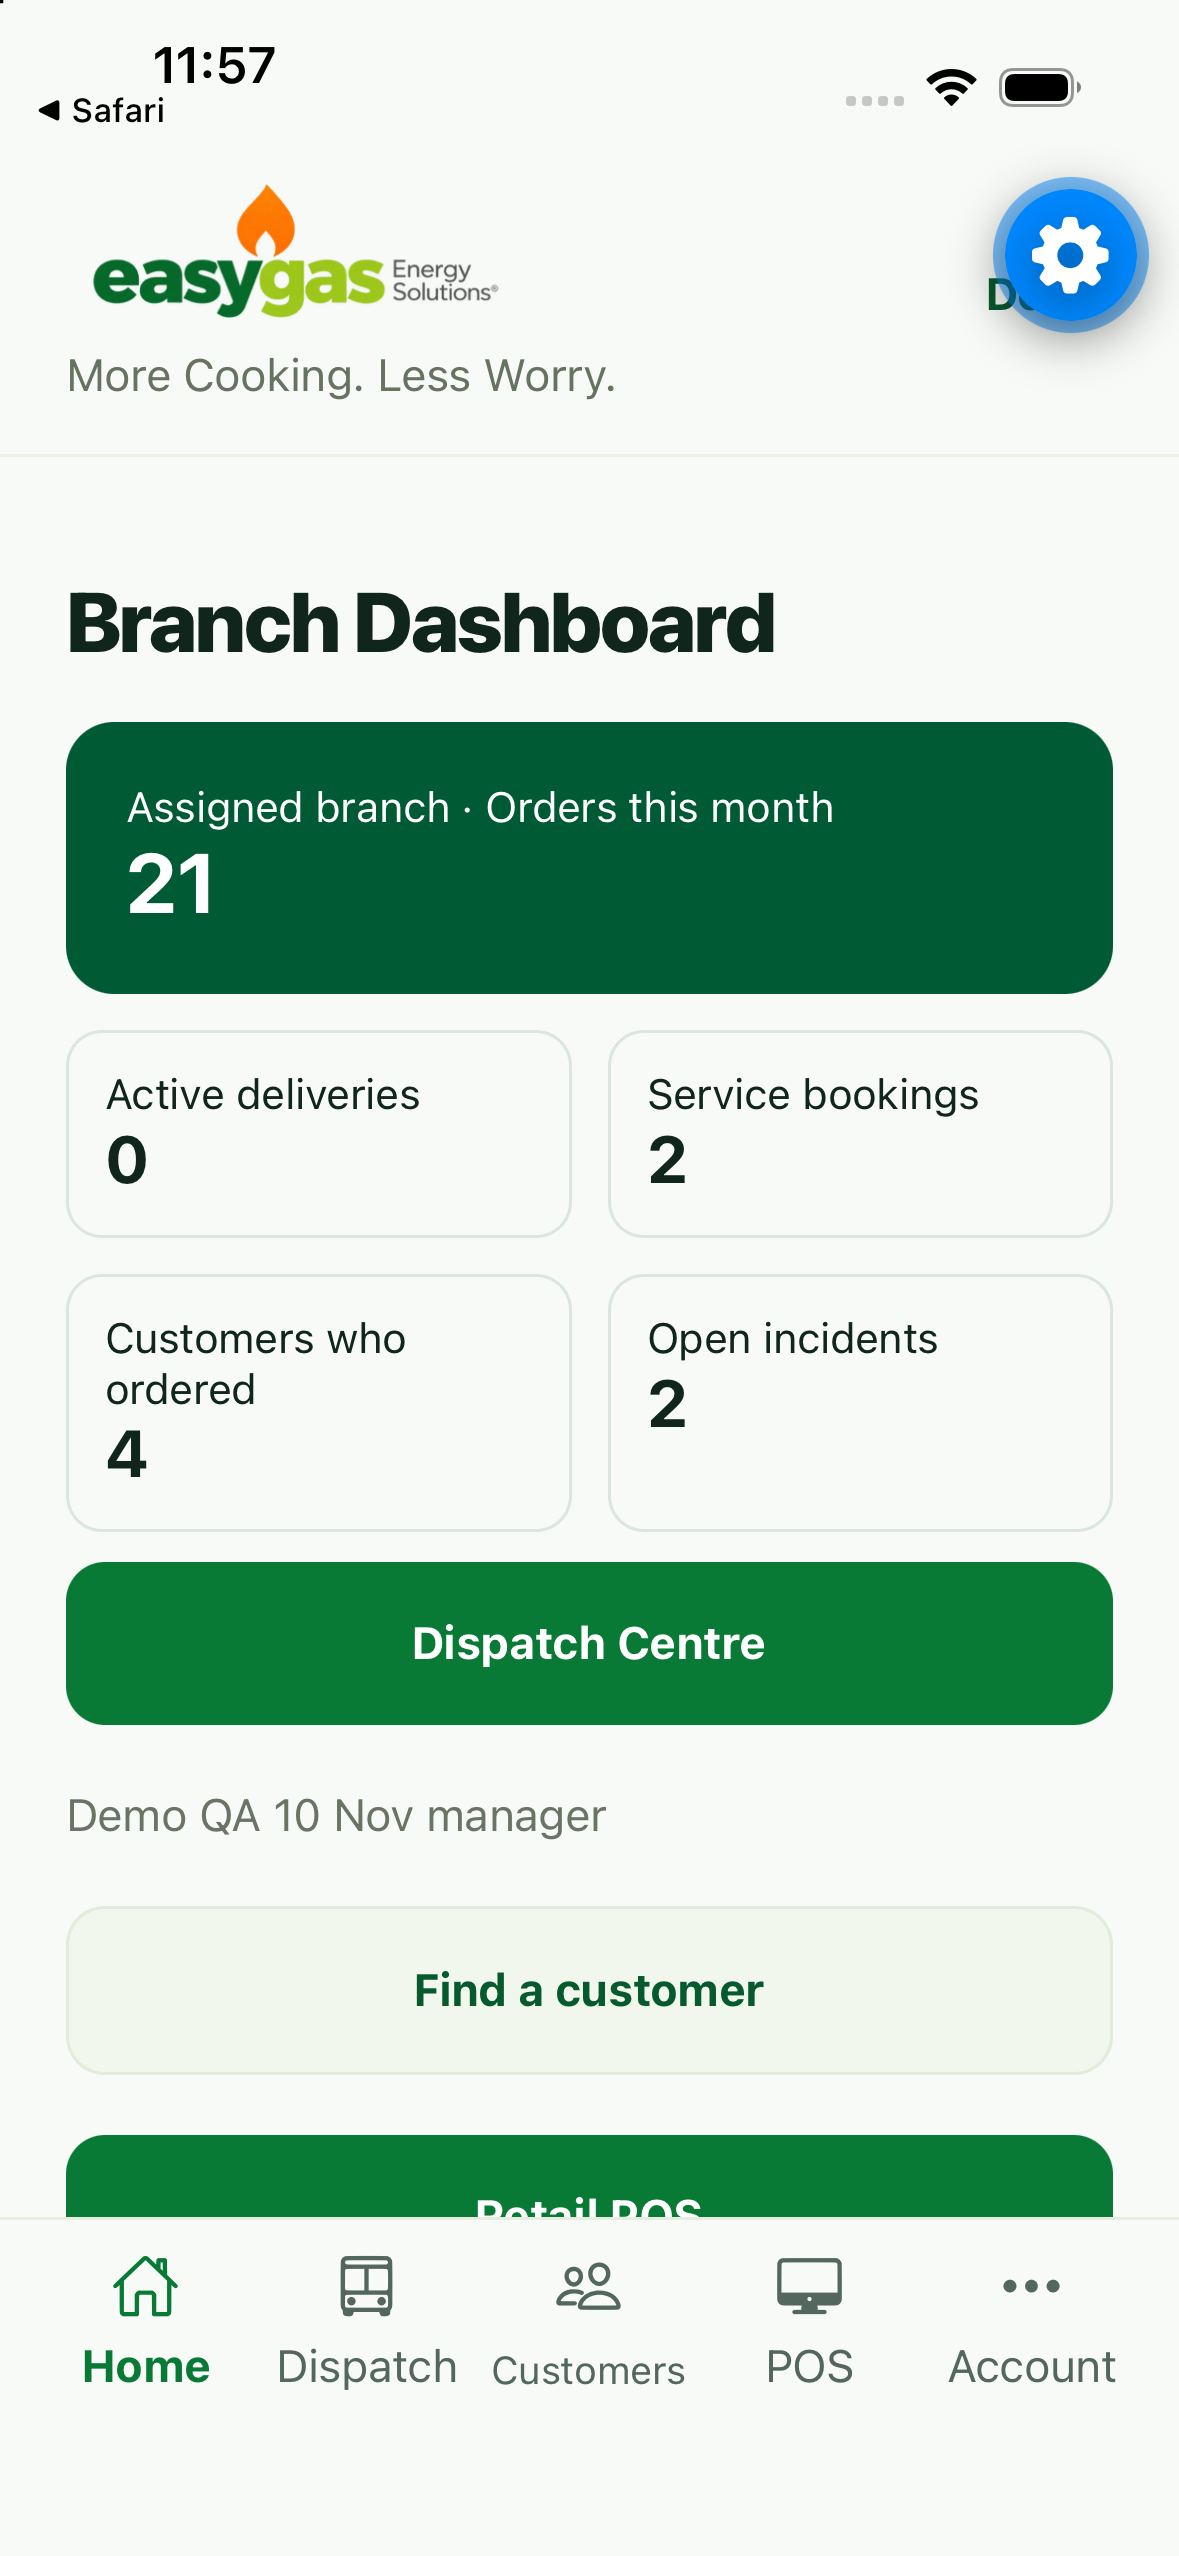 11:57
Safari
easygas Energy
Solutions®
More Cooking. Less Worry.
Branch Dashboard
Assigned branch · Orders this month
21
Active deliveries
0
Service bookings
2
Customers who
ordered
4
Open incidents
2
Dispatch Centre
Demo QA 10 Nov manager
Find a customer
Retail POS
Home
Dispatch
Customers
POS
Account